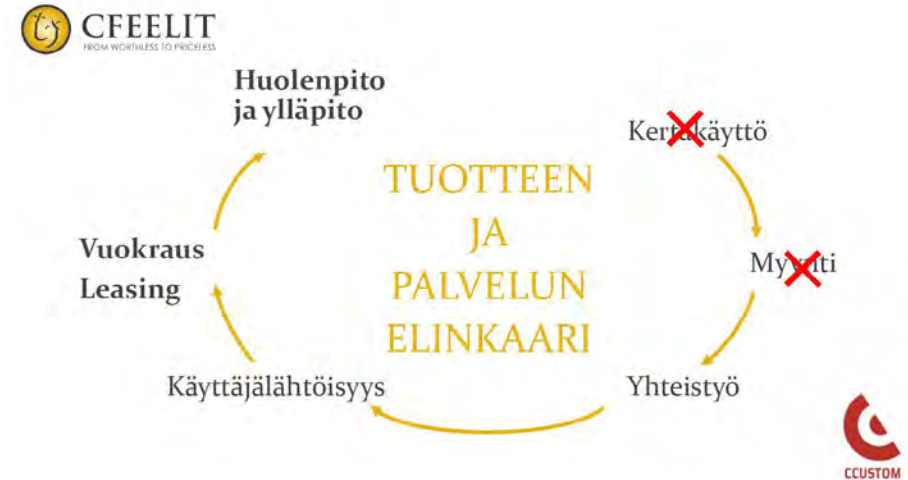 CFEELIT
FROM WORTHLESS TO PRICELESS
Huolenpito
ja ylläpito
Kertakäyttö
TUOTTEEN
JA
PALVELUN
ELINKAARI
Vuokraus
Leasing
Myynti
Käyttäjälähtöisyys
Yhteistyö
CCUSTOM